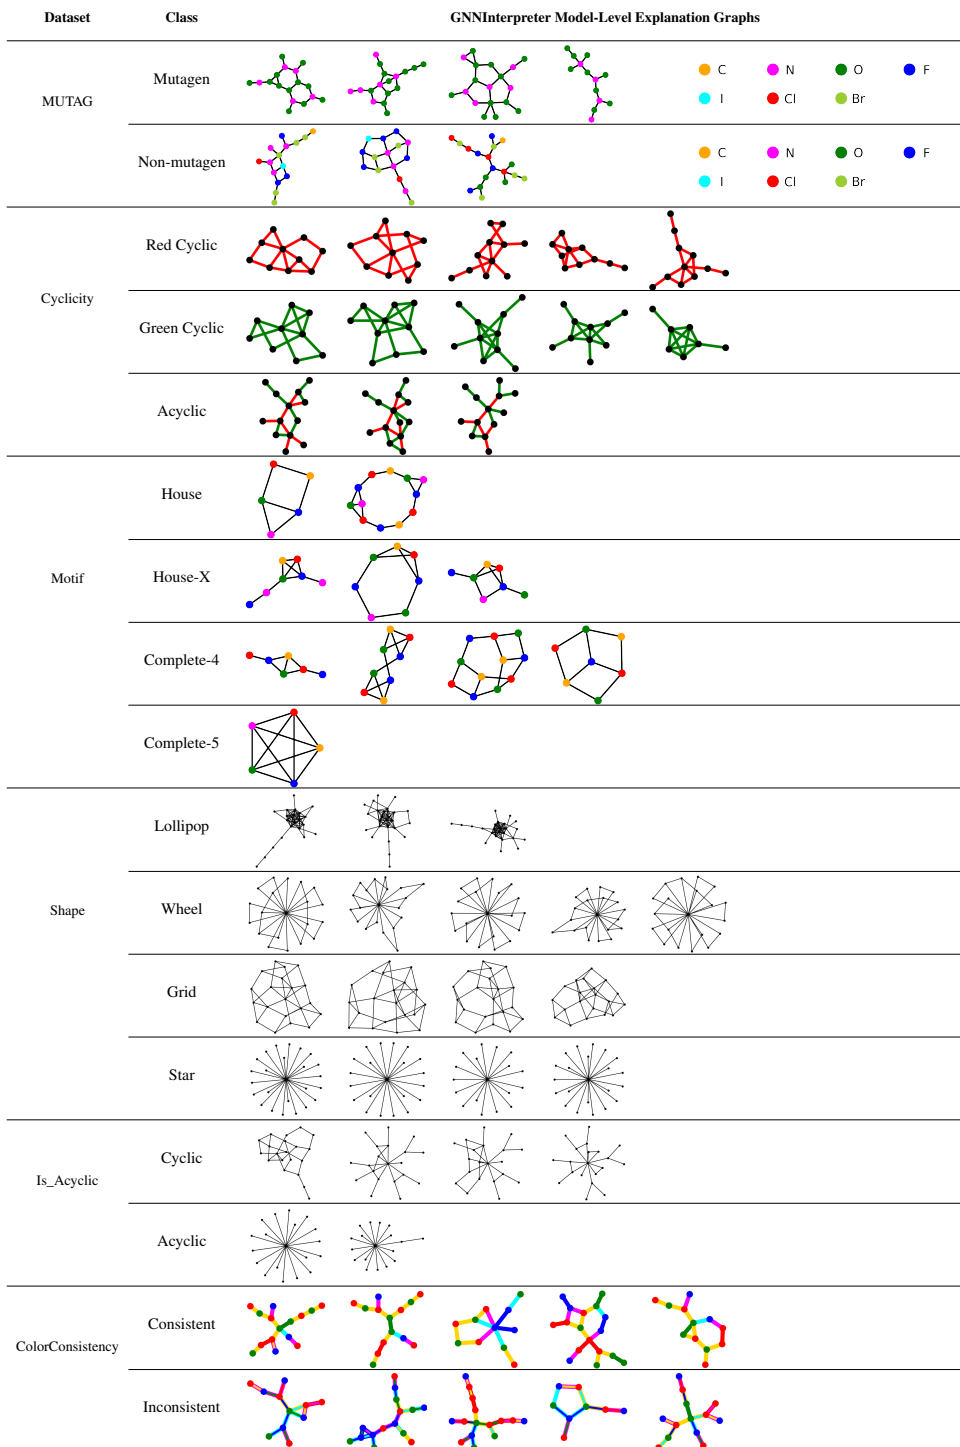 Dataset Class GNNInterpreter Model-Level Explanation Graphs
MUTAG
Mutagen
C N O F
I Cl Br
Non-mutagen
C N O F
I Cl Br
Cyclicity
Red Cyclic
Green Cyclic
Acyclic
Motif
House
House-X
Complete-4
Complete-5
Shape
Lollipop
Wheel
Grid
Star
Is_Acyclic
Cyclic
Acyclic
ColorConsistency
Consistent
Inconsistent